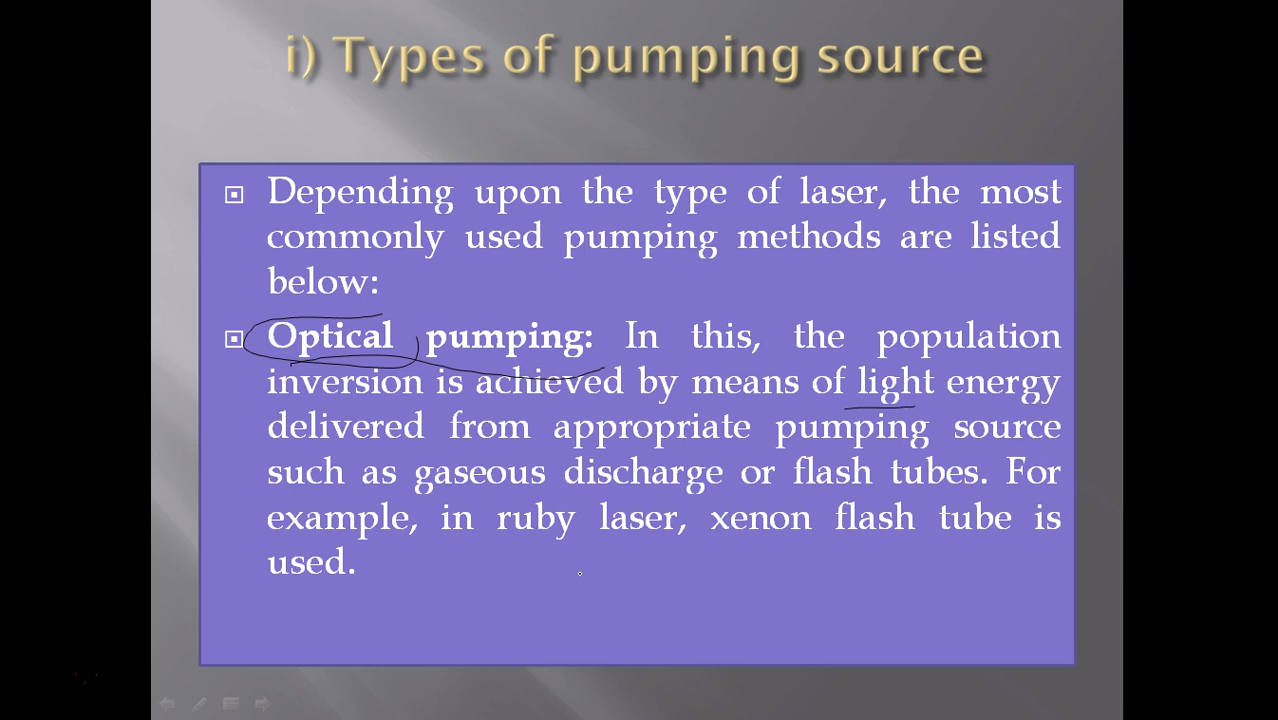 i) Types of pumping source
Depending upon the type of laser, the most
commonly used pumping methods are listed
below:
Optical pumping: In this, the population
inversion is achieved by means of light energy
delivered from appropriate pumping source
such as gaseous discharge or flash tubes. For
example, in ruby laser, xenon flash tube is
used.